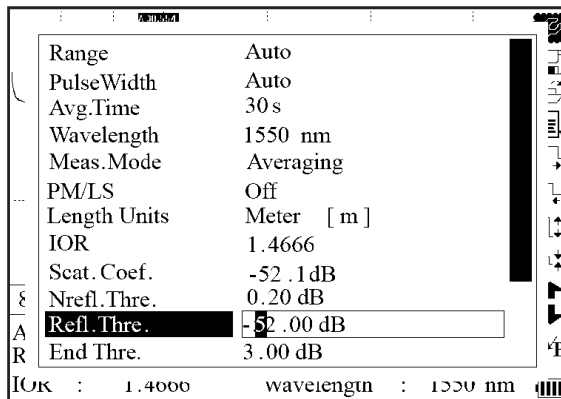 Range Auto
PulseWidth Auto
Avg.Time 30s
Wavelength 1550 nm
Meas.Mode Averaging
PM/LS Off
Length Units Meter [m]
IOR 1.4666
Scat.Coef. -52.1dB
Nrefl.Thre. 0.20 dB
Refl.Thre. -52.00 dB
End Thre. 3.00 dB
A
R
IOR : 1.4666 Wavelength : 1550 nm